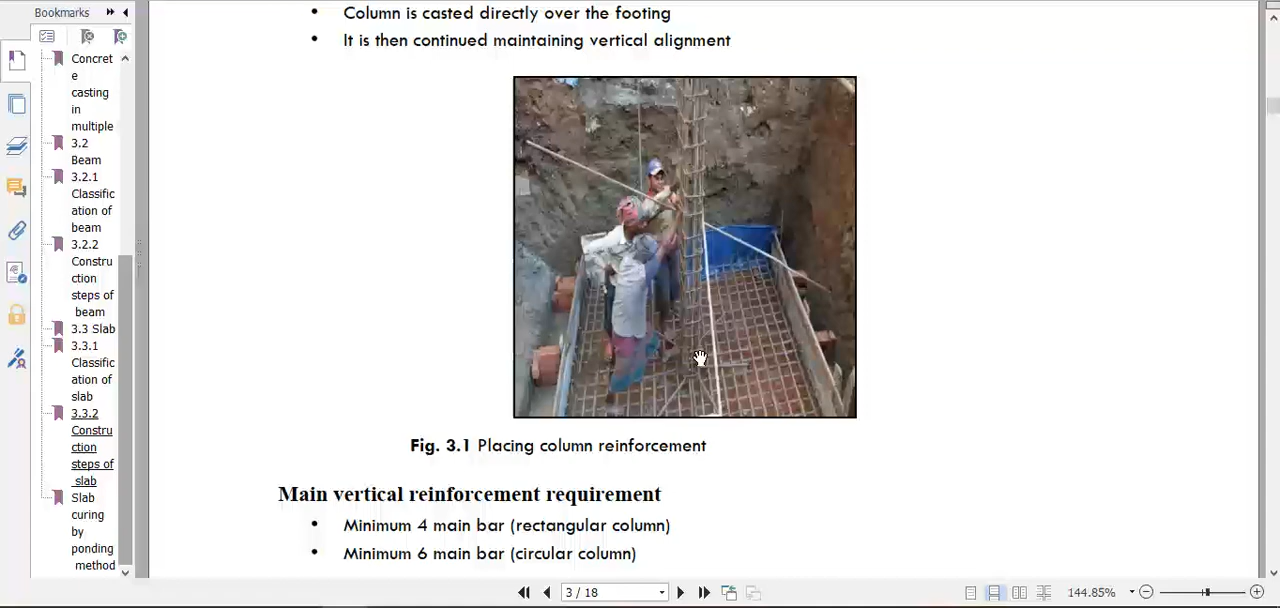 Bookmarks
Concret
e
casting
in
multiple
3.2
Beam
3.2.1
Classific
ation of
beam
3.2.2
Constru
ction
steps of
beam
3.3 Slab
3.3.1
Classific
ation of
slab
3.3.2
Constru
ction
steps of
slab
Slab
curing
by
ponding
method
• Column is casted directly over the footing
• It is then continued maintaining vertical alignment
Fig. 3.1 Placing column reinforcement
Main vertical reinforcement requirement
• Minimum 4 main bar (rectangular column)
• Minimum 6 main bar (circular column)
3 / 18
144.85%